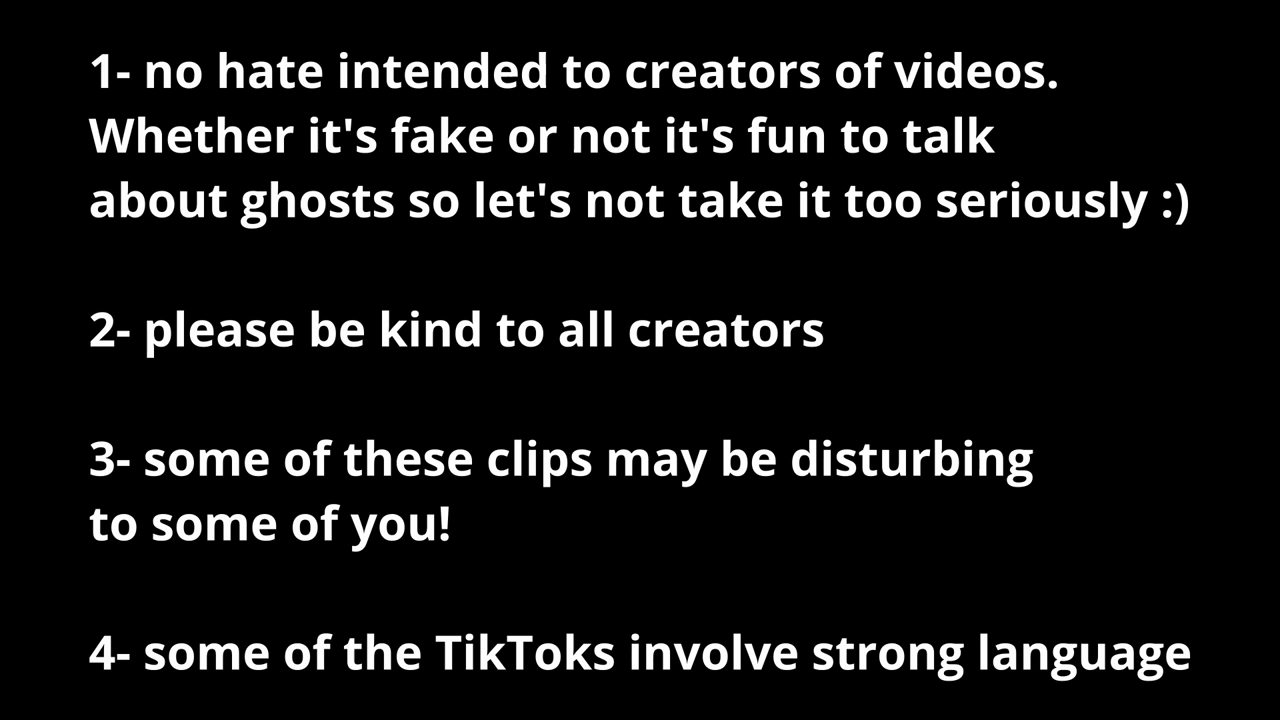 1- no hate intended to creators of videos.
Whether it's fake or not it's fun to talk
about ghosts so let's not take it too seriously :)
2- please be kind to all creators
3- some of these clips may be disturbing
to some of you!
4- some of the TikToks involve strong language